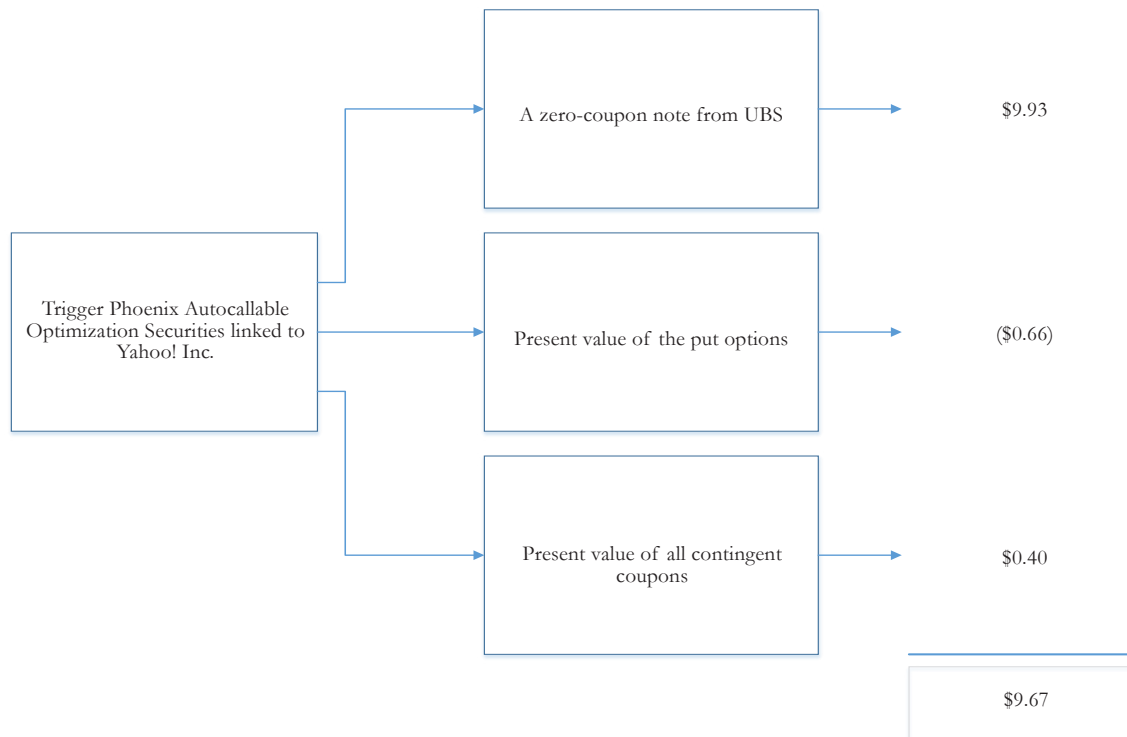 A zero-coupon note from UBS
$9.93
Trigger Phoenix Autocallable
Optimization Securities linked to
Yahoo! Inc.
Present value of the put options
($0.66)
Present value of all contingent
coupons
$0.40
$9.67